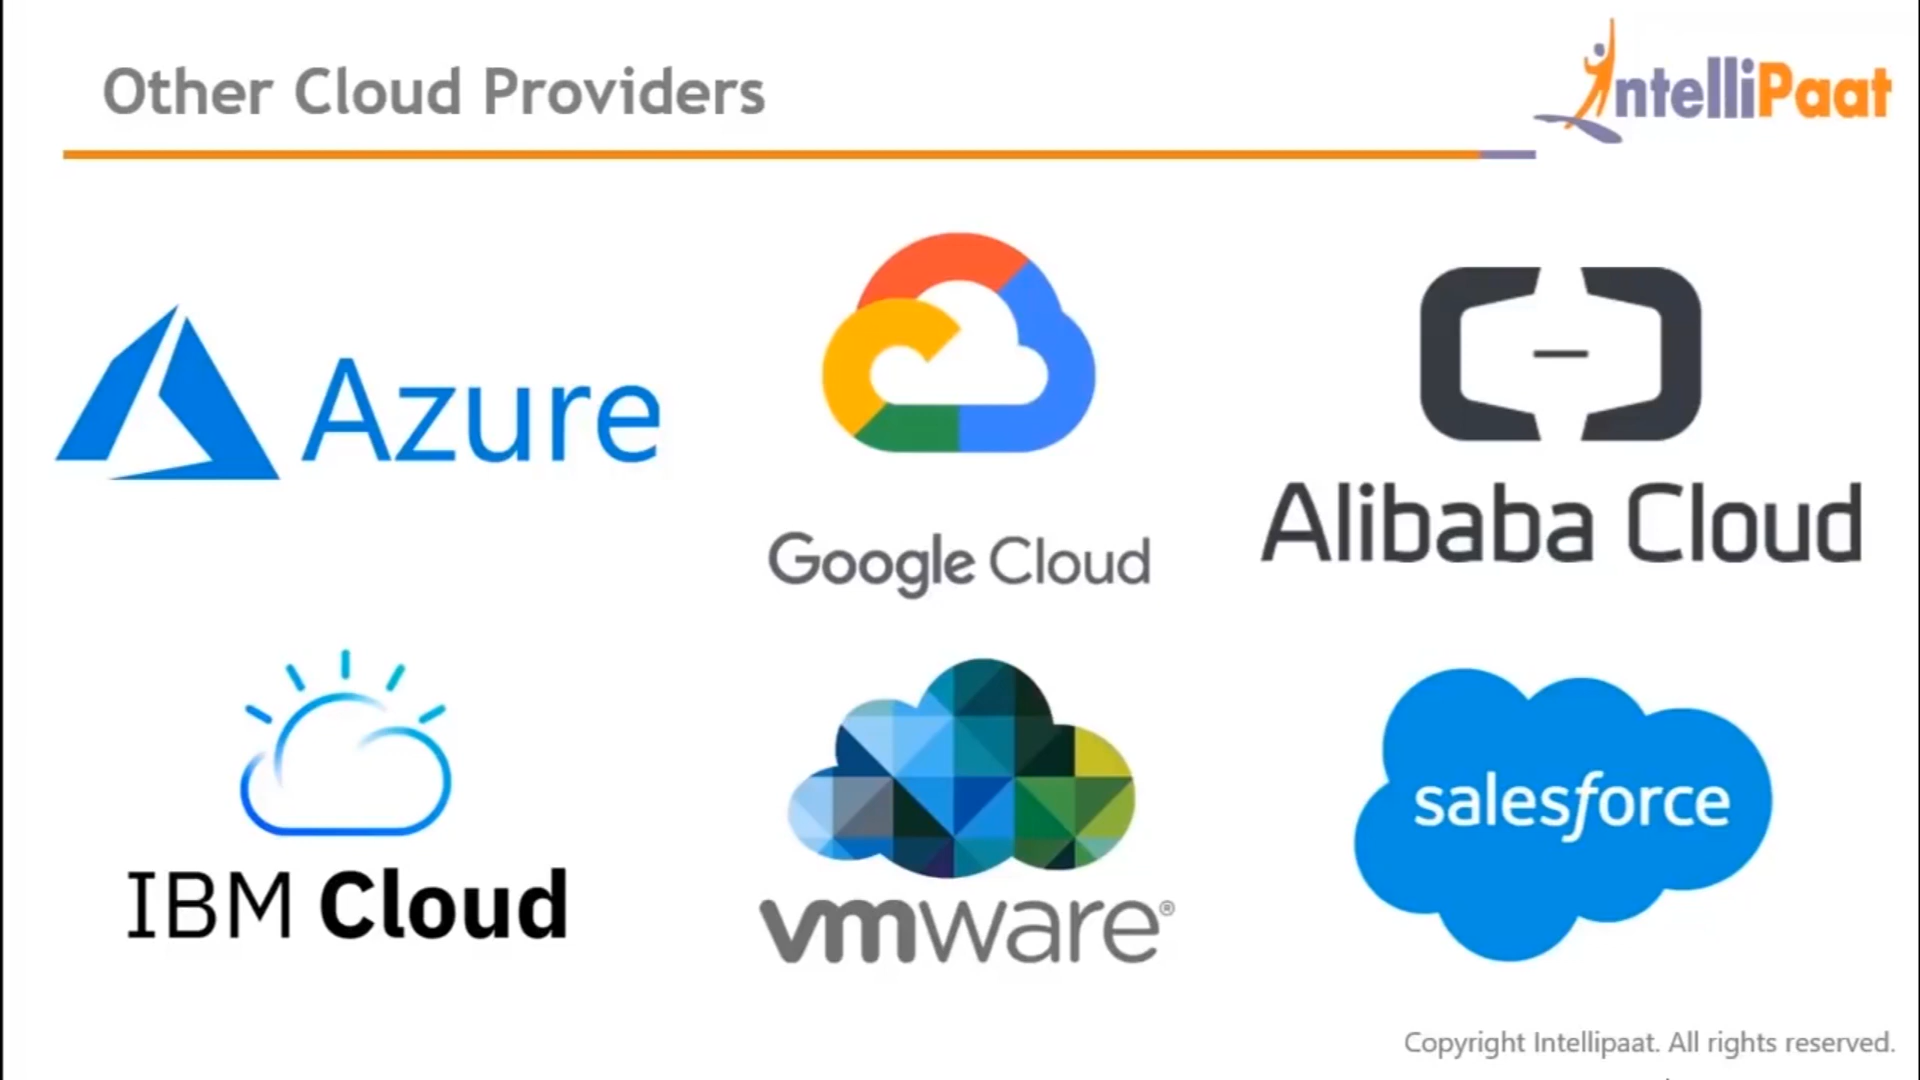 Other Cloud Providers
IntelliPaat
Azure
Google Cloud
Alibaba Cloud
IBM Cloud
vmware®
salesforce
Copyright Intellipaat. All rights reserved.